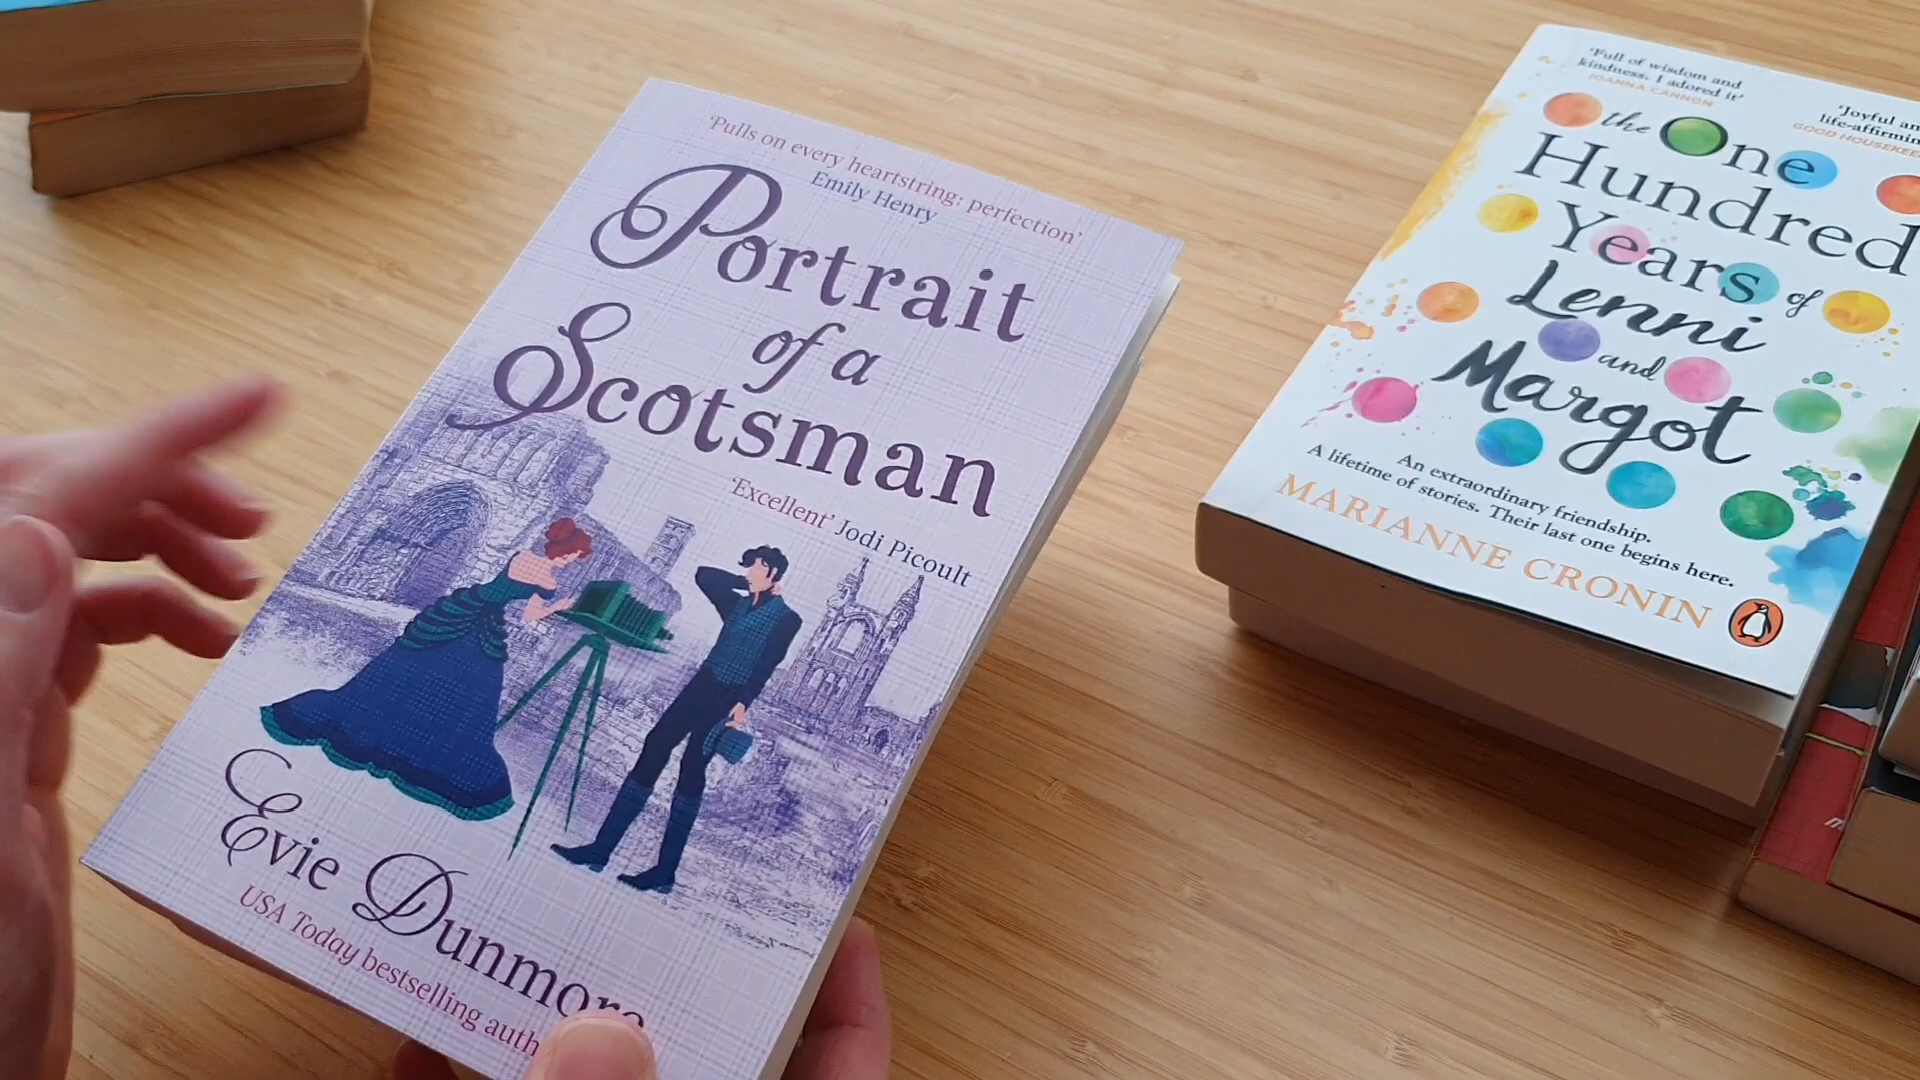 'Pulls on every heartstring: perfection'
Emily Henry
Portrait
of a
Scotsman
'Excellent' Jodi Picoult
Evie Dunmore
USA Today bestselling auth
'Full of wisdom and
kindness. I adored it'
JOANNA CANNON
'Joyful an
life-affirmin
GOOD HOUSEKEE
the One
Hundred
Years of
Lenni
and
Margot
An extraordinary friendship.
A lifetime of stories. Their last one begins here.
MARIANNE CRONIN